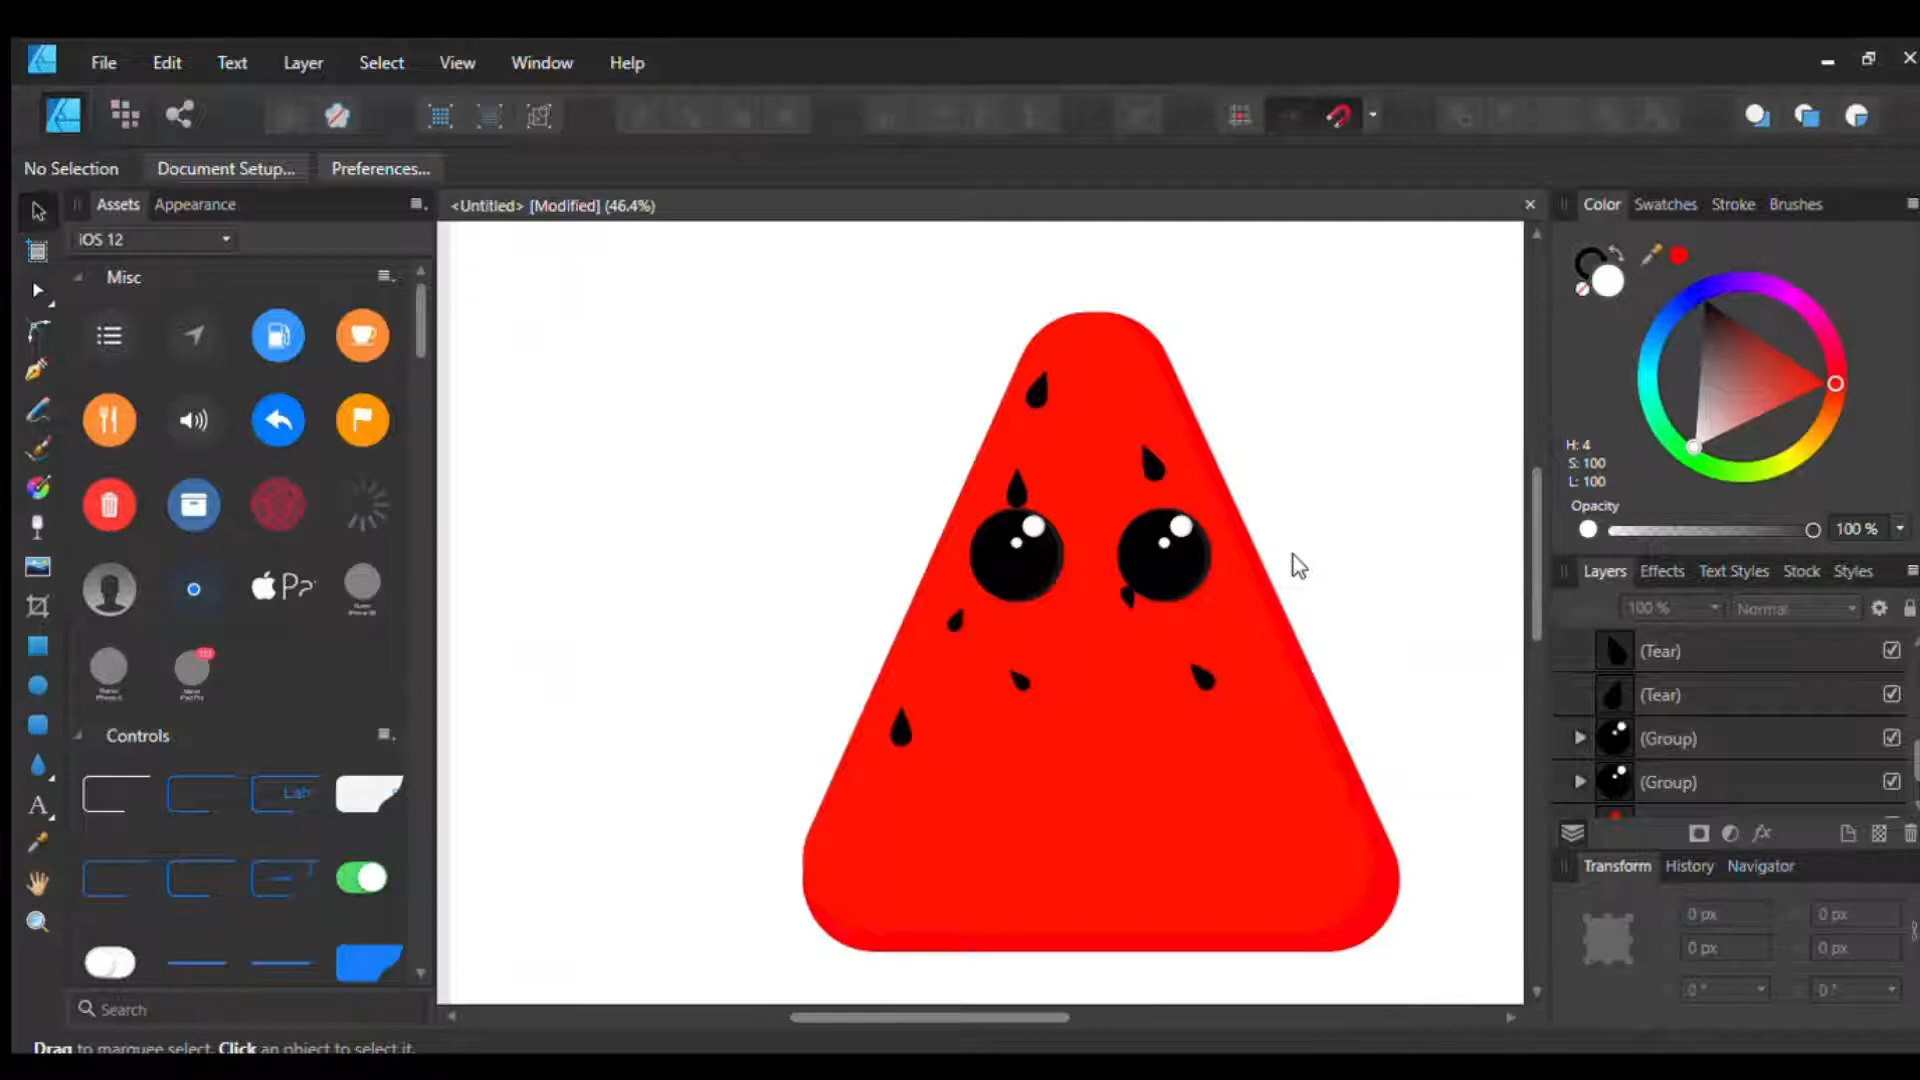 File Edit Text Layer Select View Window Help
No Selection Document Setup... Preferences...
Assets Appearance
<Untitled> [Modified] (46.4%)
Color Swatches Stroke Brushes
iOS 12
Misc
H: 4
S: 100
L: 100
Opacity
100 %
Layers Effects Text Styles Stock Styles
100 % Normal
(Tear)
(Tear)
(Group)
(Group)
Controls
Transform History Navigator
0 px 0 px
0 px 0 px
0 ° 0 °
Search
Drag to marquee select. Click an object to select it.